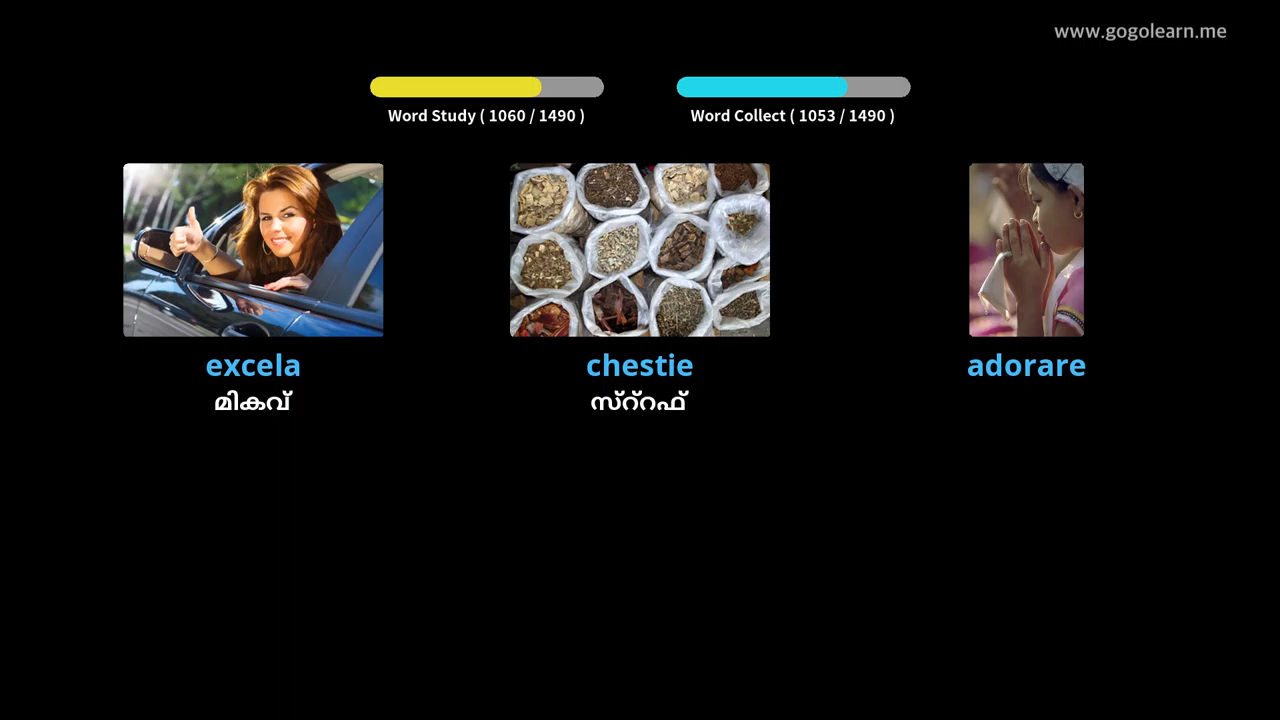 www.gogolearn.me
Word Study ( 1060 / 1490 )
Word Collect ( 1053 / 1490 )
excela
മികവ്
chestie
സ്റ്റഫ്
adorare